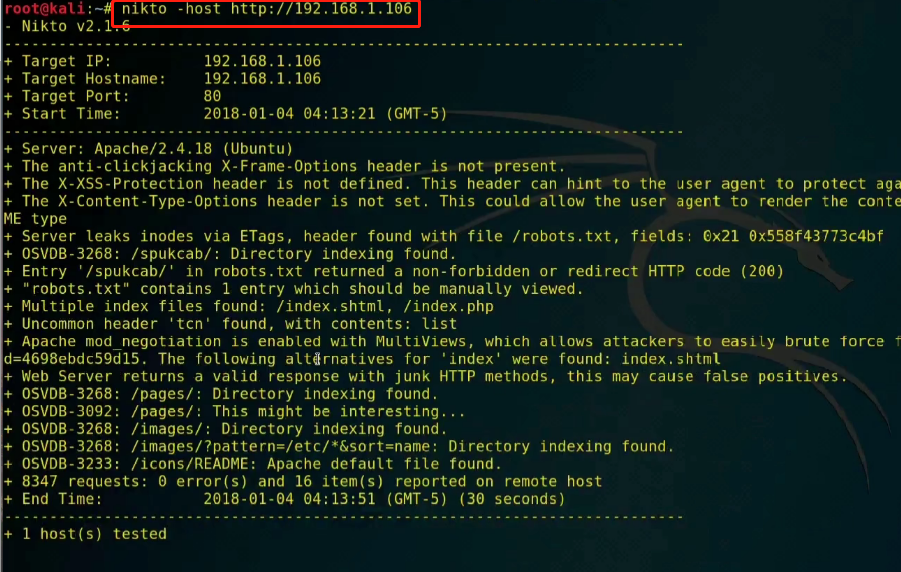 root@kali:~# nikto -host http://192.168.1.106
- Nikto v2.1.6
---------------------------------------------------------------------------
+ Target IP:          192.168.1.106
+ Target Hostname:    192.168.1.106
+ Target Port:        80
+ Start Time:         2018-01-04 04:13:21 (GMT-5)
---------------------------------------------------------------------------
+ Server: Apache/2.4.18 (Ubuntu)
+ The anti-clickjacking X-Frame-Options header is not present.
+ The X-XSS-Protection header is not defined. This header can hint to the user agent to protect aga
+ The X-Content-Type-Options header is not set. This could allow the user agent to render the conte
ME type
+ Server leaks inodes via ETags, header found with file /robots.txt, fields: 0x21 0x558f43773c4bf
+ OSVDB-3268: /spukcab/: Directory indexing found.
+ Entry '/spukcab/' in robots.txt returned a non-forbidden or redirect HTTP code (200)
+ "robots.txt" contains 1 entry which should be manually viewed.
+ Multiple index files found: /index.shtml, /index.php
+ Uncommon header 'tcn' found, with contents: list
+ Apache mod_negotiation is enabled with MultiViews, which allows attackers to easily brute force f
d=4698ebdc59d15. The following alternatives for 'index' were found: index.shtml
+ Web Server returns a valid response with junk HTTP methods, this may cause false positives.
+ OSVDB-3268: /pages/: Directory indexing found.
+ OSVDB-3092: /pages/: This might be interesting...
+ OSVDB-3268: /images/: Directory indexing found.
+ OSVDB-3268: /images/?pattern=/etc/*&sort=name: Directory indexing found.
+ OSVDB-3233: /icons/README: Apache default file found.
+ 8347 requests: 0 error(s) and 16 item(s) reported on remote host
+ End Time:           2018-01-04 04:13:51 (GMT-5) (30 seconds)
---------------------------------------------------------------------------
+ 1 host(s) tested